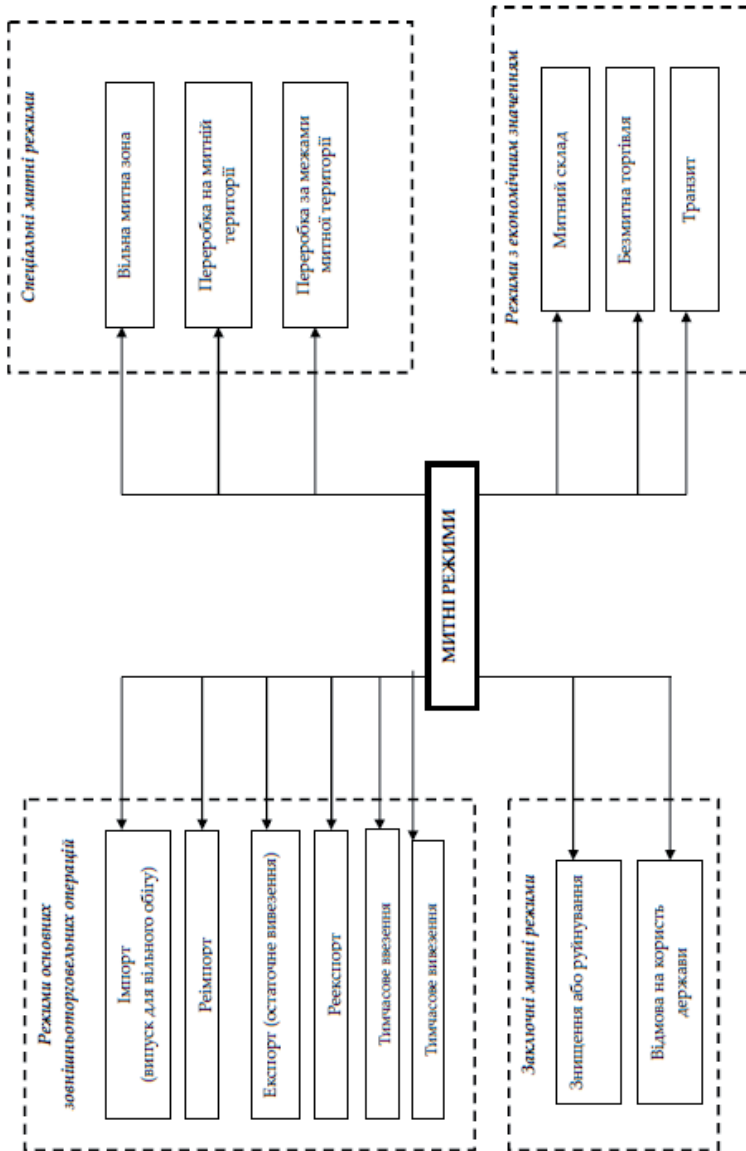 Режими основних
зовнішньоторговельних операцій
Імпорт
(випуск для вільного обігу)
Реімпорт
Експорт (остаточне вивезення)
Реекспорт
Тимчасове ввезення
Тимчасове вивезення
Заключні митні режими
Знищення або руйнування
Відмова на користь
держави
МИТНІ РЕЖИМИ
Спеціальні митні режими
Вільна митна зона
Переробка на митній
території
Переробка за межами
митної території
Режими з економічним значенням
Митний склад
Безмитна торгівля
Транзит